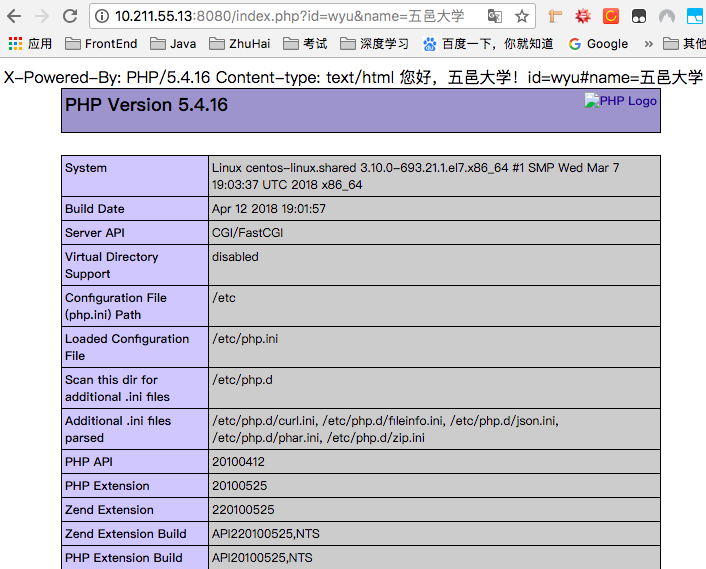 10.211.55.13:8080/index.php?id=wyu&name=五邑大学
应用 FrontEnd Java ZhuHai 考试 深度学习 百度一下，你就知道 Google » 其他
X-Powered-By: PHP/5.4.16 Content-type: text/html 您好，五邑大学！id=wyu#name=五邑大学
PHP Version 5.4.16 PHP Logo
System Linux centos-linux.shared 3.10.0-693.21.1.el7.x86_64 #1 SMP Wed Mar 7
19:03:37 UTC 2018 x86_64
Build Date Apr 12 2018 19:01:57
Server API CGI/FastCGI
Virtual Directory disabled
Support
Configuration File /etc
(php.ini) Path
Loaded Configuration /etc/php.ini
File
Scan this dir for /etc/php.d
additional .ini files
Additional .ini files /etc/php.d/curl.ini, /etc/php.d/fileinfo.ini, /etc/php.d/json.ini,
parsed /etc/php.d/phar.ini, /etc/php.d/zip.ini
PHP API 20100412
PHP Extension 20100525
Zend Extension 220100525
Zend Extension Build API220100525,NTS
PHP Extension Build API20100525,NTS